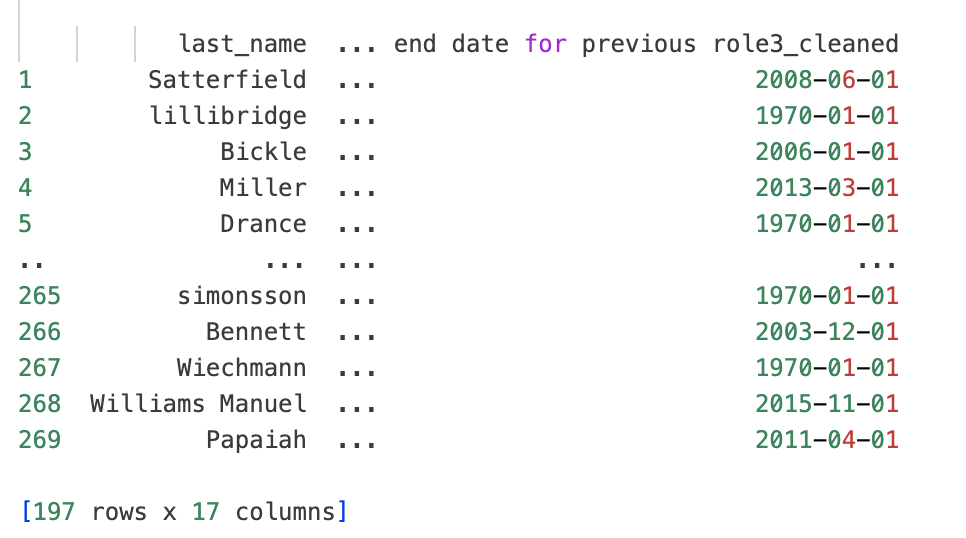 last_name ... end date for previous role3_cleaned
1 Satterfield ... 2008-06-01
2 lillibridge ... 1970-01-01
3 Bickle ... 2006-01-01
4 Miller ... 2013-03-01
5 Drance ... 1970-01-01
.. ... ... ...
265 simonsson ... 1970-01-01
266 Bennett ... 2003-12-01
267 Wiechmann ... 1970-01-01
268 Williams Manuel ... 2015-11-01
269 Papaiah ... 2011-04-01
[197 rows x 17 columns]